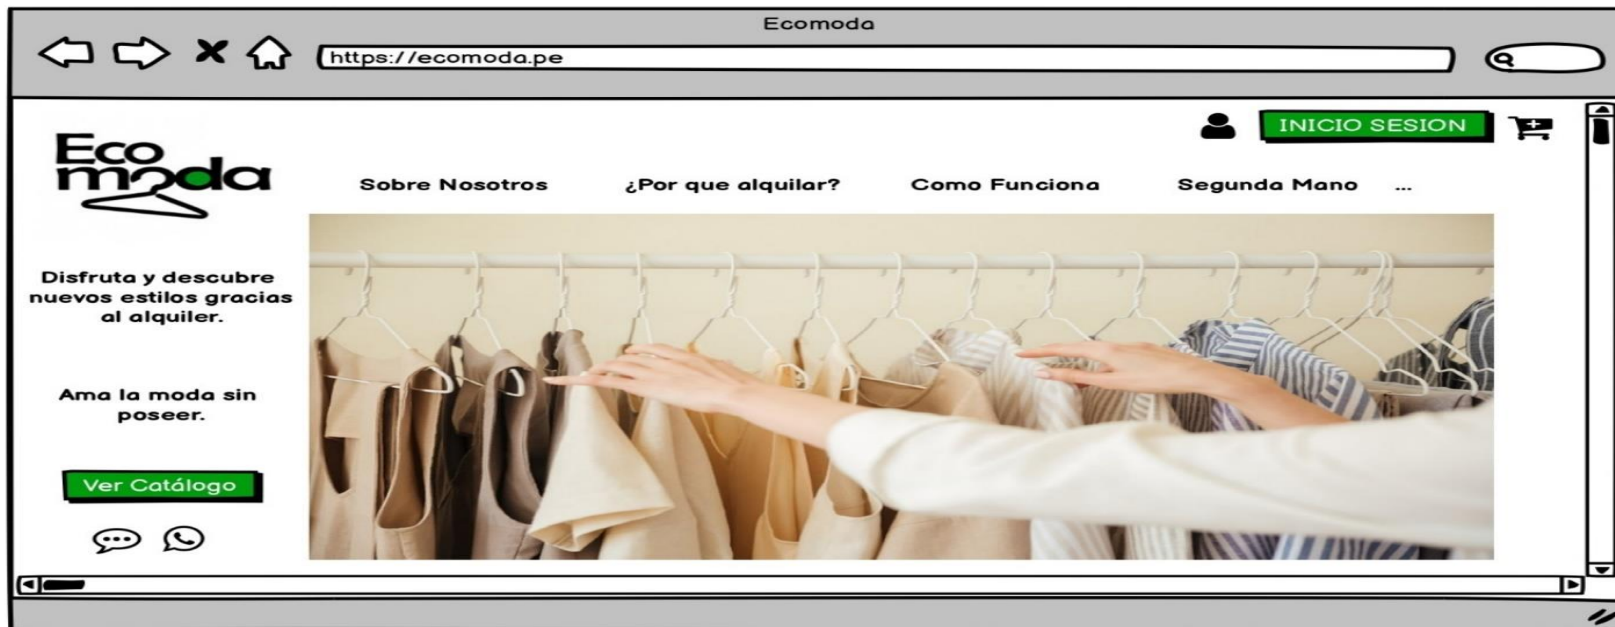 Ecomoda
https://ecomoda.pe
INICIO SESION
Eco
moda
Sobre Nosotros
¿Por que alquilar?
Como Funciona
Segunda Mano
...
Disfruta y descubre
nuevos estilos gracias
al alquiler.
Ama la moda sin
poseer.
Ver Catálogo